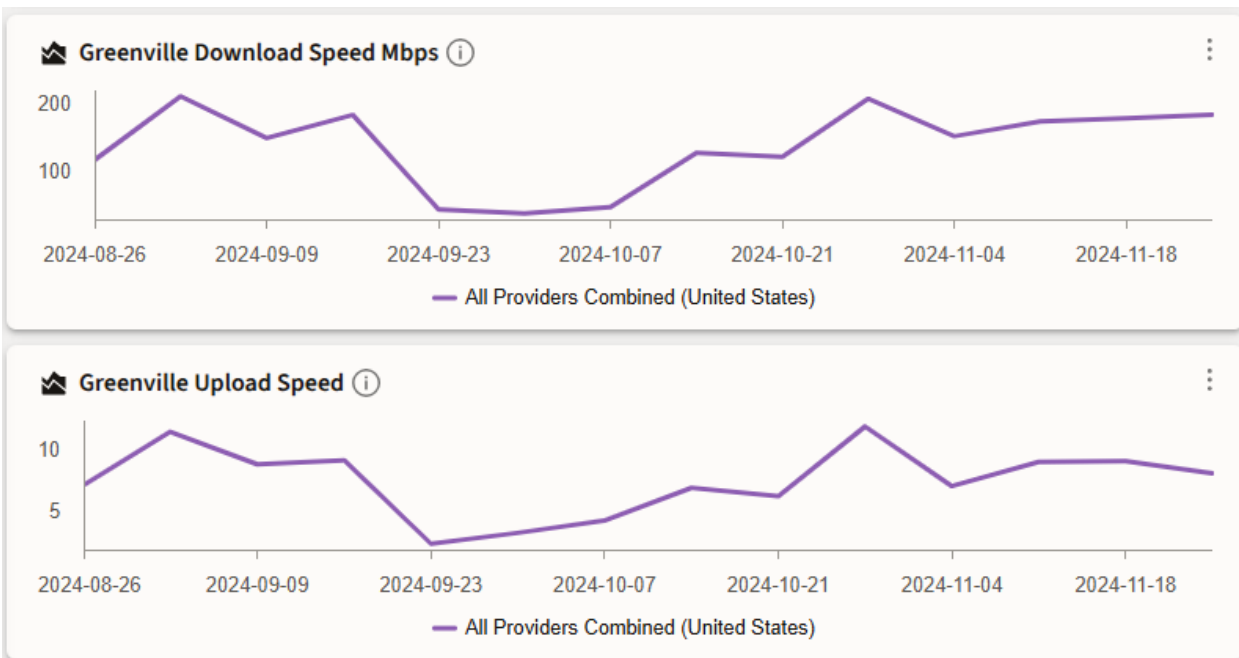 Greenville Download Speed Mbps
200
100
2024-08-26 2024-09-09 2024-09-23 2024-10-07 2024-10-21 2024-11-04 2024-11-18
All Providers Combined (United States)
Greenville Upload Speed
10
5
2024-08-26 2024-09-09 2024-09-23 2024-10-07 2024-10-21 2024-11-04 2024-11-18
All Providers Combined (United States)